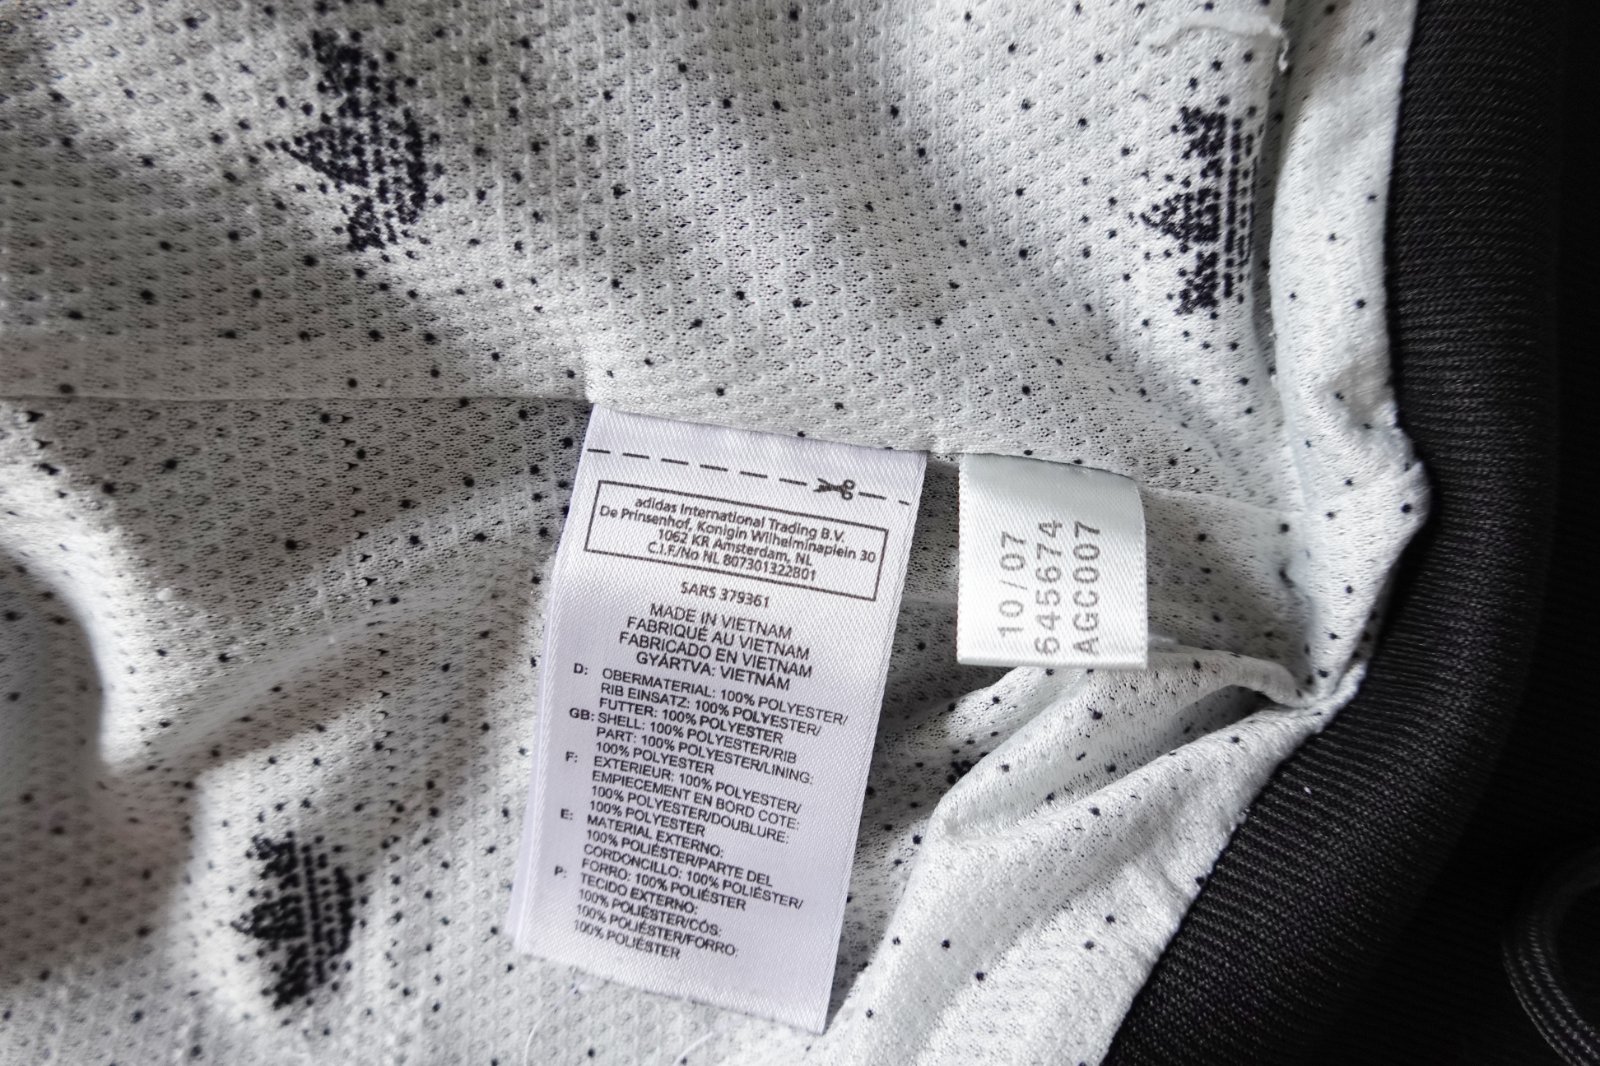 adidas International Trading B.V.
De Prinsenhof, Konigin Wilhelminaplein 30
1062 KR Amsterdam, NL
C.I.F./No NL 807301322B01
SARS 379361
MADE IN VIETNAM
FABRIQUÉ AU VIETNAM
FABRICADO EN VIETNAM
GYÁRTVA: VIETNÁM
D: OBERMATERIAL: 100% POLYESTER/
RIB EINSATZ: 100% POLYESTER/
FUTTER: 100% POLYESTER
GB: SHELL: 100% POLYESTER/RIB
PART: 100% POLYESTER/LINING:
100% POLYESTER
F: EXTERIEUR: 100% POLYESTER/
EMPIECEMENT EN BORD COTE:
100% POLYESTER/DOUBLURE:
100% POLYESTER
E: MATERIAL EXTERNO:
100% POLIÉSTER/PARTE DEL
CORDONCILLO: 100% POLIÉSTER/
FORRO: 100% POLIÉSTER
P: TECIDO EXTERNO:
100% POLIÉSTER/CÓS:
100% POLIÉSTER/FORRO:
100% POLIÉSTER
10/07
6456744
AGC007